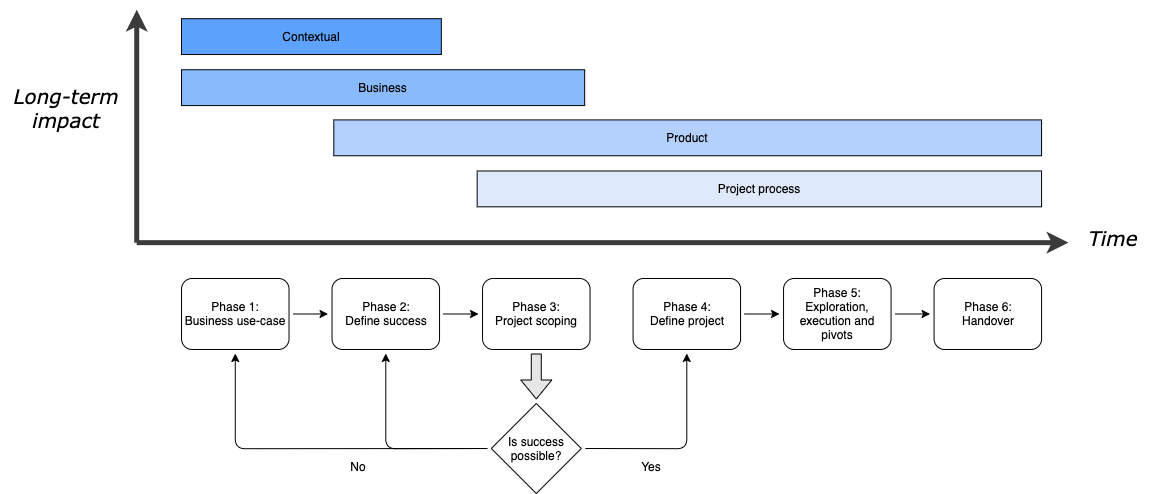 Contextual
Business
Long-term
impact
Product
Project process
Time
Phase 1:
Business use-case
Phase 2:
Define success
Phase 3:
Project scoping
Phase 4:
Define project
Phase 5:
Exploration,
execution and
pivots
Phase 6:
Handover
Is success
possible?
No
Yes